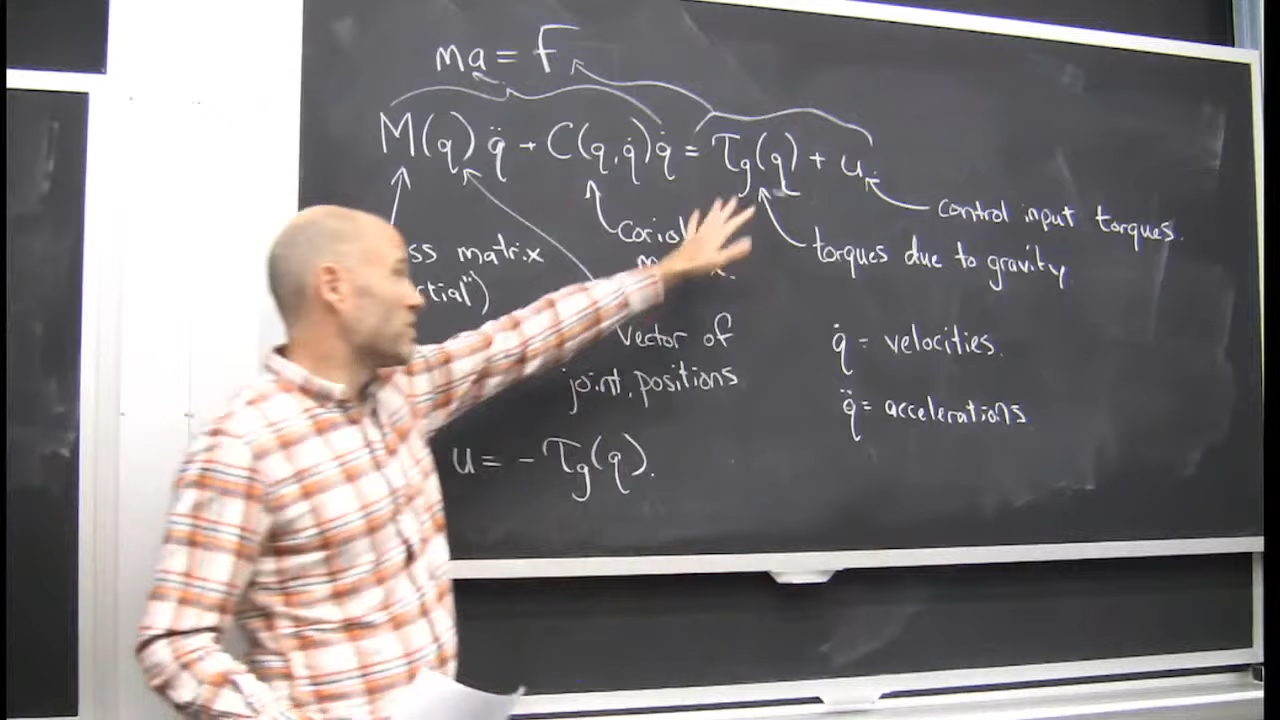 ma = F
M(q) q̈ + C(q, q̇) q̇ = τg(q) + u
control input torques.
matrix
torques due to gravity
vector of
q̇ = velocities.
joint positions
q̈ = accelerations
u = - τg(q).